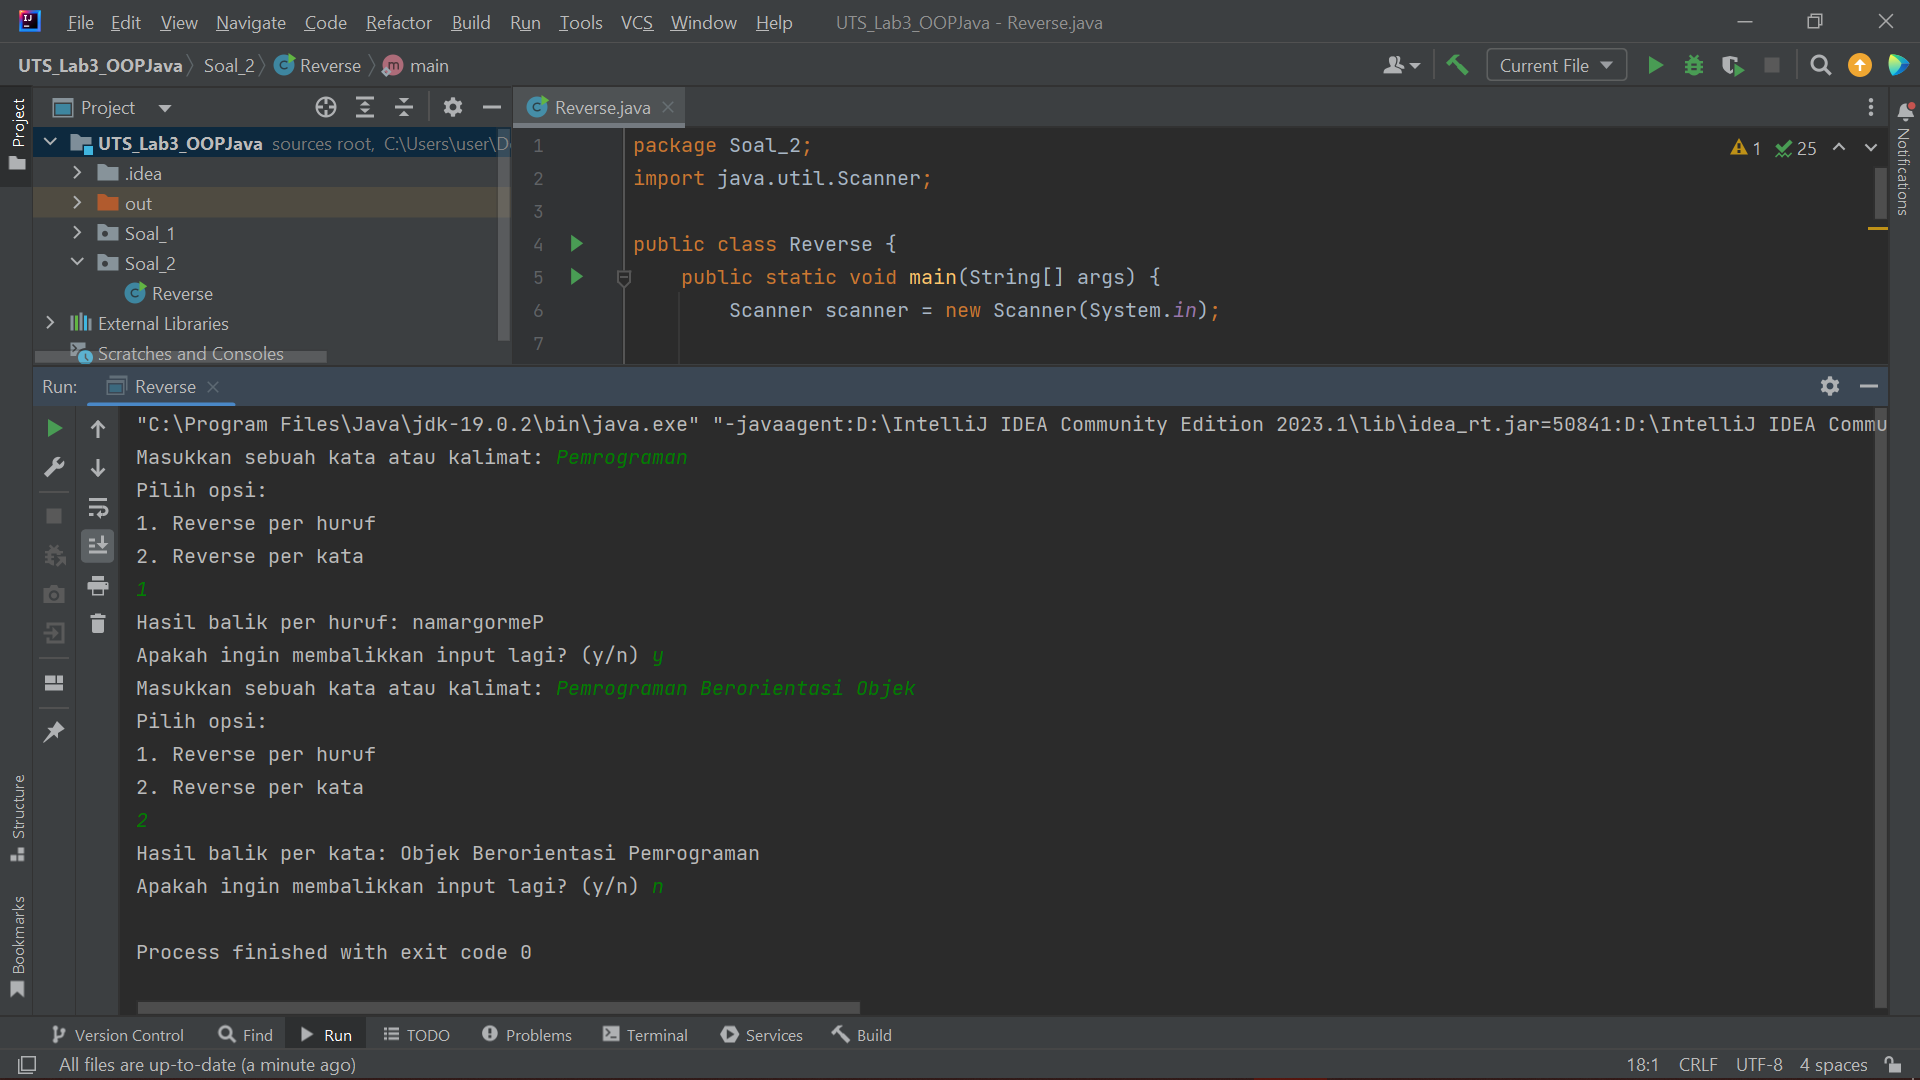 File Edit View Navigate Code Refactor Build Run Tools VCS Window Help UTS_Lab3_OOPJava - Reverse.java
UTS_Lab3_OOPJava Soal_2 Reverse main Current File
Project
Project
Reverse.java
UTS_Lab3_OOPJava sources root, C:\Users\user\D
.idea
out
Soal_1
Soal_2
Reverse
External Libraries
Scratches and Consoles
1 package Soal_2;
2 import java.util.Scanner;
3
4 public class Reverse {
5 public static void main(String[] args) {
6 Scanner scanner = new Scanner(System.in);
7
1 25
Notifications
Run: Reverse
"C:\Program Files\Java\jdk-19.0.2\bin\java.exe" "-javaagent:D:\IntelliJ IDEA Community Edition 2023.1\lib\idea_rt.jar=50841:D:\IntelliJ IDEA Commu
Masukkan sebuah kata atau kalimat: Pemrograman
Pilih opsi:
1. Reverse per huruf
2. Reverse per kata
1
Hasil balik per huruf: namargormeP
Apakah ingin membalikkan input lagi? (y/n) y
Masukkan sebuah kata atau kalimat: Pemrograman Berorientasi Objek
Pilih opsi:
1. Reverse per huruf
2. Reverse per kata
2
Hasil balik per kata: Objek Berorientasi Pemrograman
Apakah ingin membalikkan input lagi? (y/n) n
Process finished with exit code 0
Structure
Bookmarks
Version Control Find Run TODO Problems Terminal Services Build
All files are up-to-date (a minute ago) 18:1 CRLF UTF-8 4 spaces